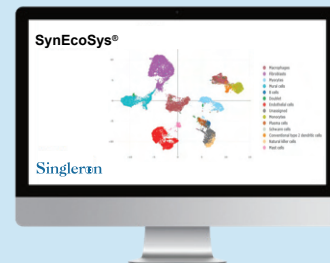 SynEcoSys®
Macrophages
Fibroblasts
Myocytes
Mural cells
B cells
Endothelial cells
Unassigned
Monocytes
Plasma cells
Schwann cells
Conventional type 2 dendritic cells
Natural killer cells
Mast cells
Singleron